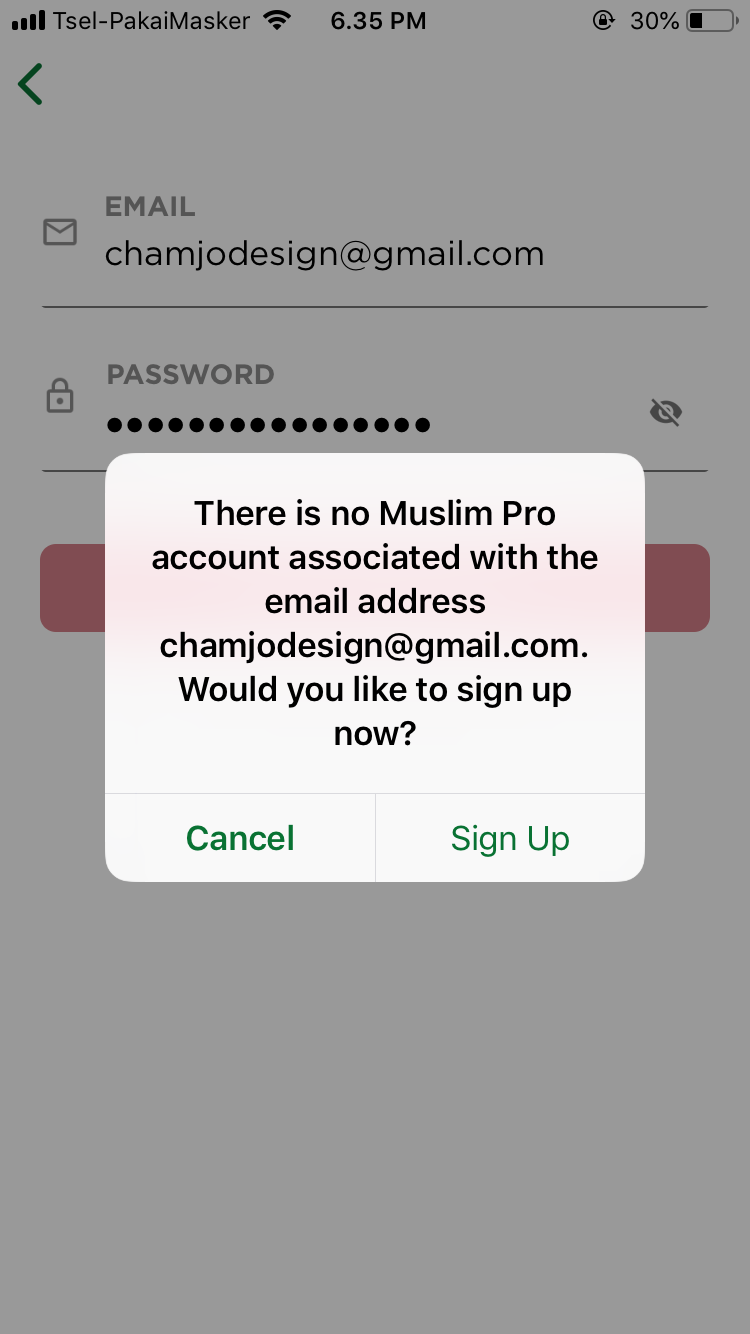 Tsel-PakaiMasker 6.35 PM 30%
EMAIL
chamjodesign@gmail.com
PASSWORD
There is no Muslim Pro
account associated with the
email address
chamjodesign@gmail.com.
Would you like to sign up
now?
Cancel Sign Up